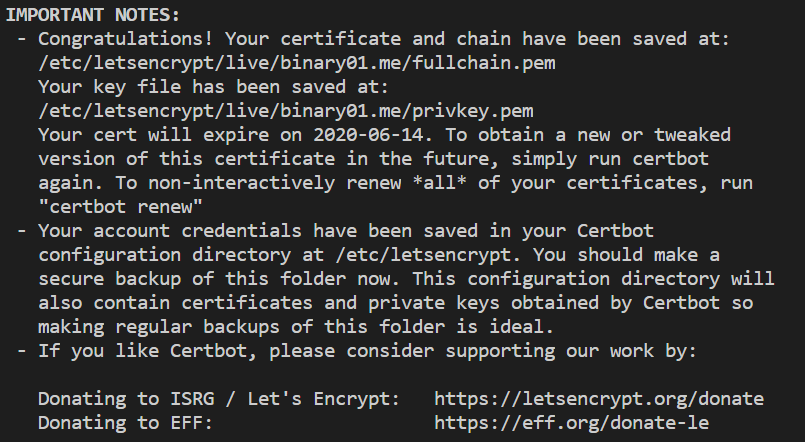 IMPORTANT NOTES:
- Congratulations! Your certificate and chain have been saved at:
/etc/letsencrypt/live/binary01.me/fullchain.pem
Your key file has been saved at:
/etc/letsencrypt/live/binary01.me/privkey.pem
Your cert will expire on 2020-06-14. To obtain a new or tweaked
version of this certificate in the future, simply run certbot
again. To non-interactively renew *all* of your certificates, run
"certbot renew"
- Your account credentials have been saved in your Certbot
configuration directory at /etc/letsencrypt. You should make a
secure backup of this folder now. This configuration directory will
also contain certificates and private keys obtained by Certbot so
making regular backups of this folder is ideal.
- If you like Certbot, please consider supporting our work by:
Donating to ISRG / Let's Encrypt:   https://letsencrypt.org/donate
Donating to EFF:                    https://eff.org/donate-le